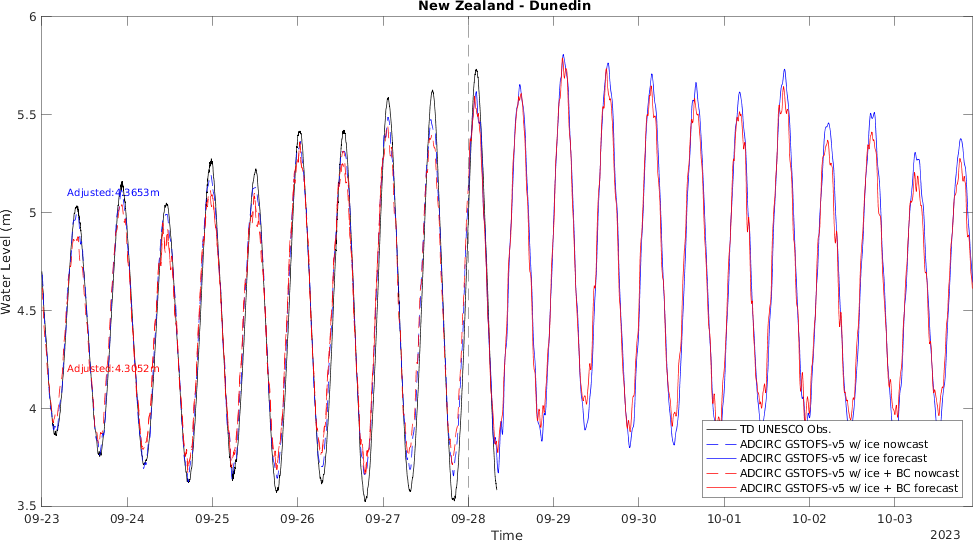 New Zealand - Dunedin
6
5.5
5
4.5
4
3.5
Water Level (m)
Adjusted:4.3653m
Adjusted:4.3052m
TD UNESCO Obs.
ADCIRC GSTOFS-v5 w/ ice nowcast
ADCIRC GSTOFS-v5 w/ ice forecast
ADCIRC GSTOFS-v5 w/ ice + BC nowcast
ADCIRC GSTOFS-v5 w/ ice + BC forecast
09-23
09-24
09-25
09-26
09-27
09-28
09-29
09-30
10-01
10-02
10-03
Time
2023